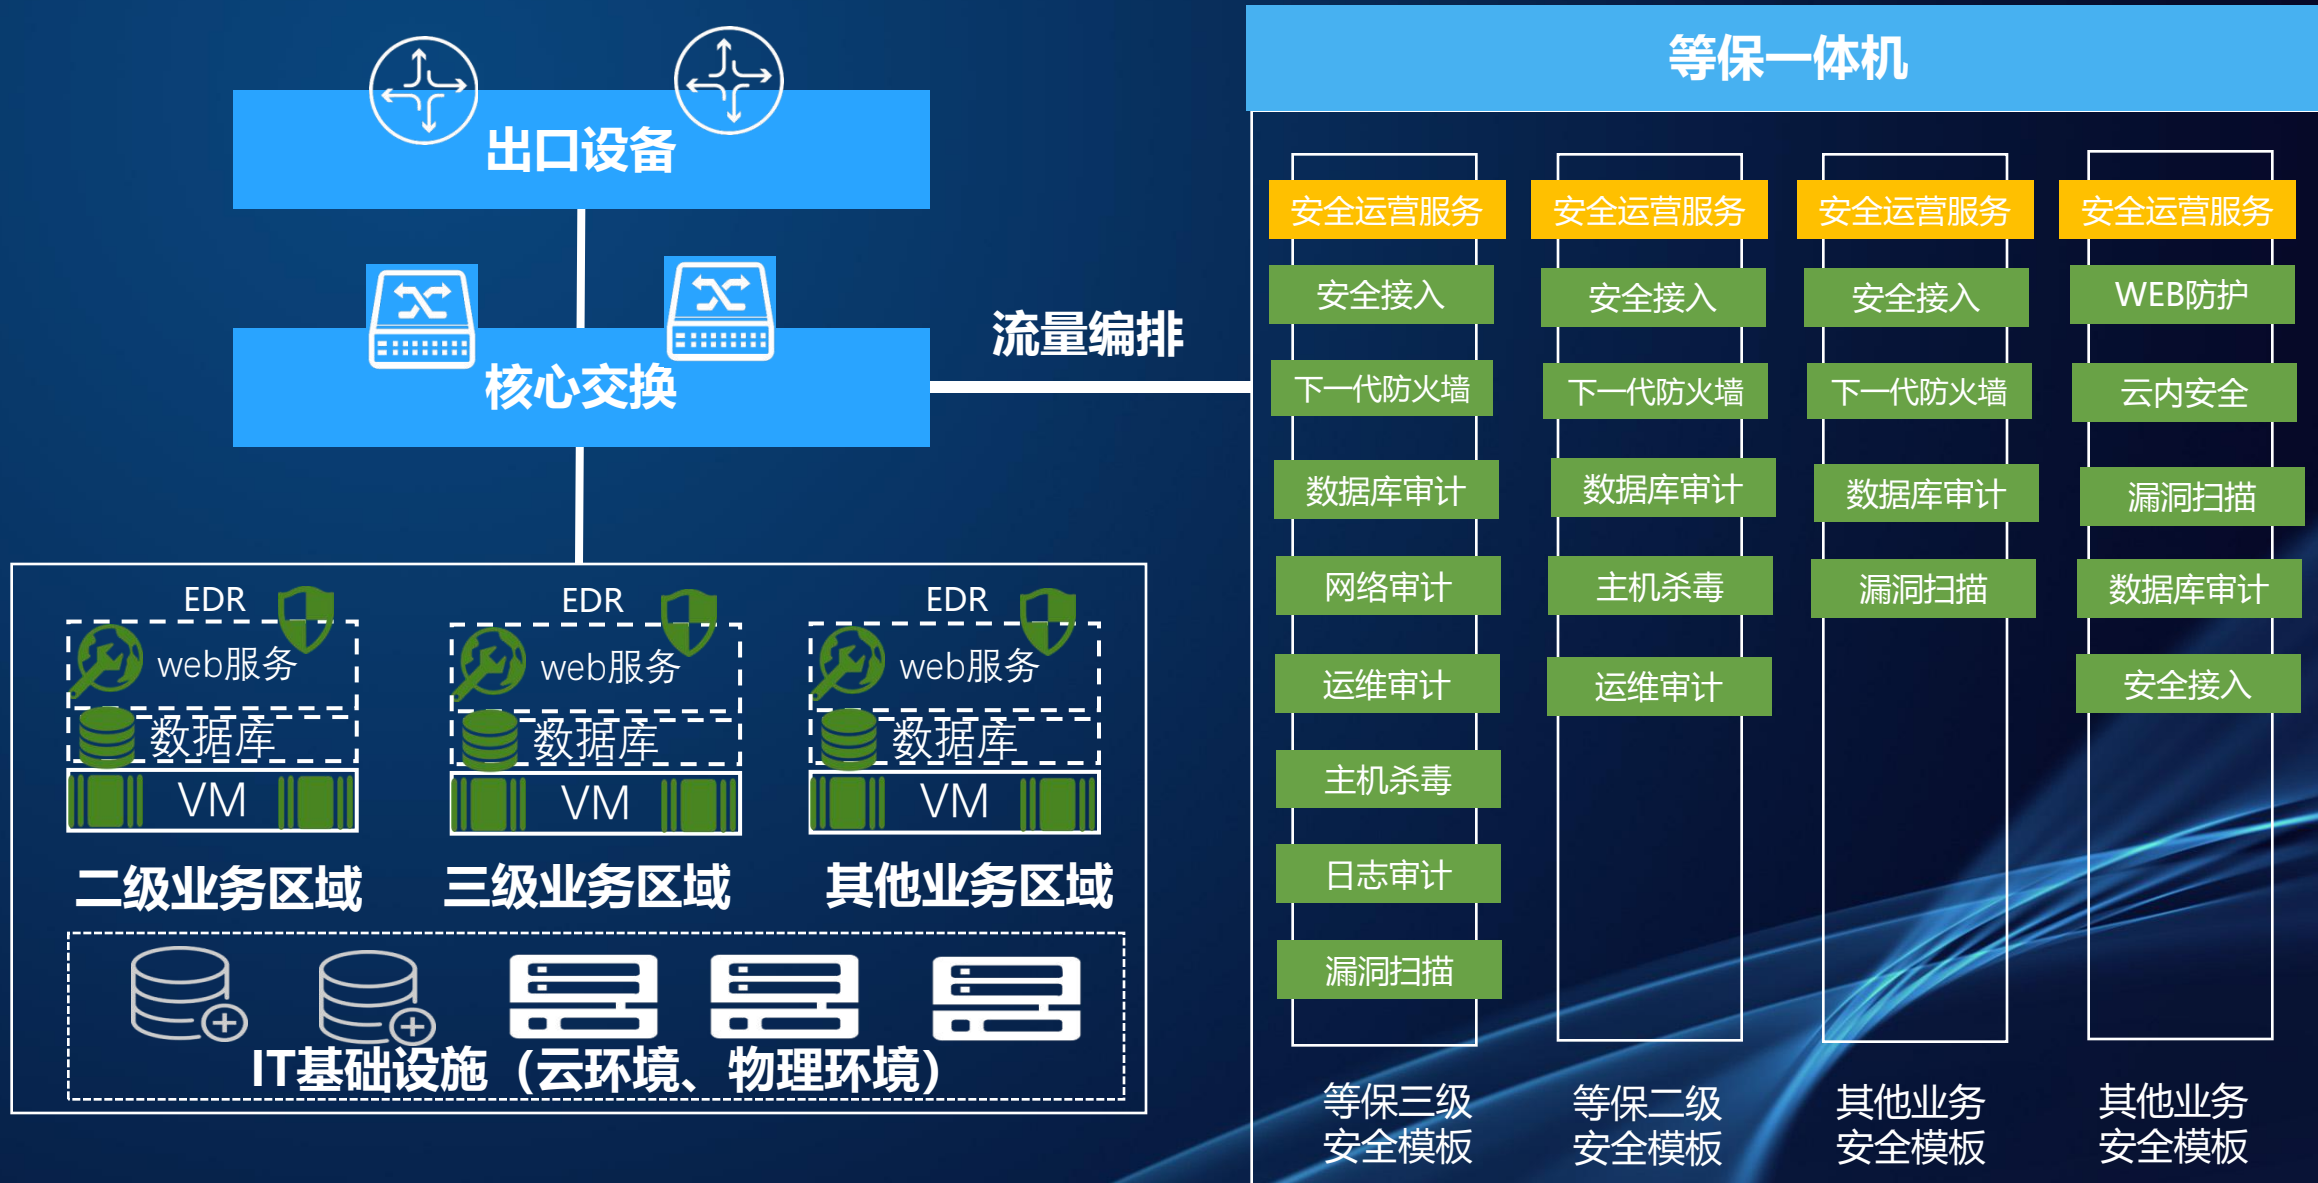 出口设备
核心交换
流量编排
EDR
web服务
数据库
VM
二级业务区域
EDR
web服务
数据库
VM
三级业务区域
EDR
web服务
数据库
VM
其他业务区域
IT基础设施（云环境、物理环境）
等保一体机
安全运营服务
安全接入
下一代防火墙
数据库审计
网络审计
运维审计
主机杀毒
日志审计
漏洞扫描
等保三级
安全模板
安全运营服务
安全接入
下一代防火墙
数据库审计
主机杀毒
运维审计
等保二级
安全模板
安全运营服务
安全接入
下一代防火墙
数据库审计
漏洞扫描
其他业务
安全模板
安全运营服务
WEB防护
云内安全
漏洞扫描
数据库审计
安全接入
其他业务
安全模板